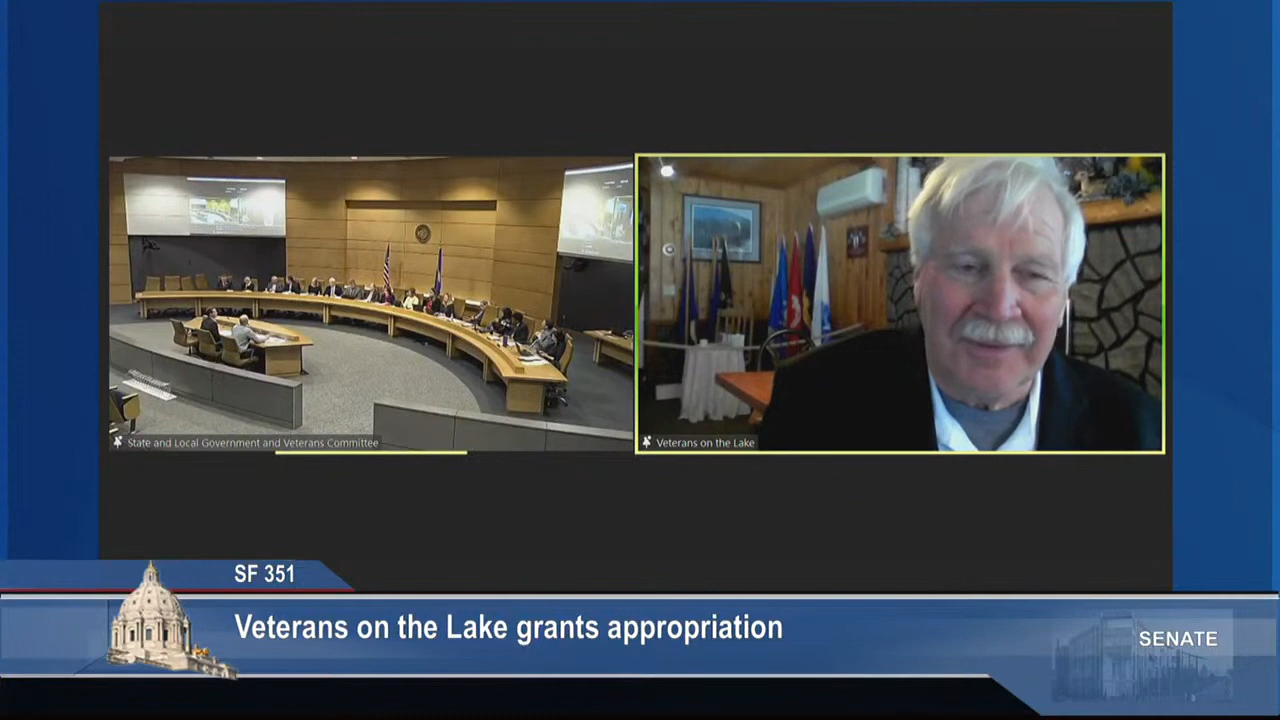 State and Local Government and Veterans Committee
Veterans on the Lake
SF 351
Veterans on the Lake grants appropriation
SENATE